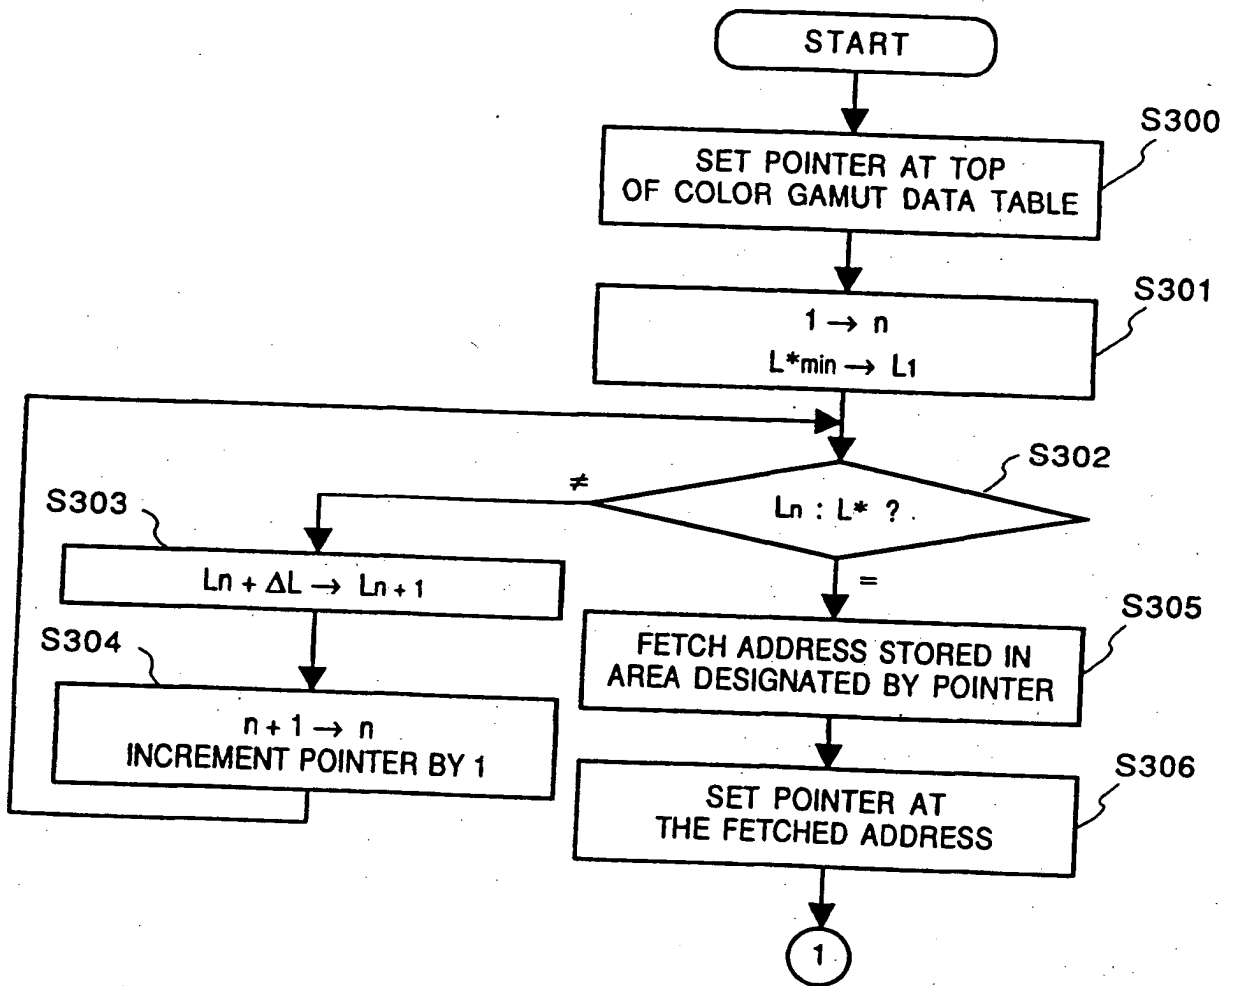 START
S300
SET POINTER AT TOP
OF COLOR GAMUT DATA TABLE
S301
1 → n
L*min → L1
S302
≠
Ln : L* ?
S303
Ln + ΔL → Ln + 1
=
S304
n + 1 → n
INCREMENT POINTER BY 1
S305
FETCH ADDRESS STORED IN
AREA DESIGNATED BY POINTER
S306
SET POINTER AT
THE FETCHED ADDRESS
1